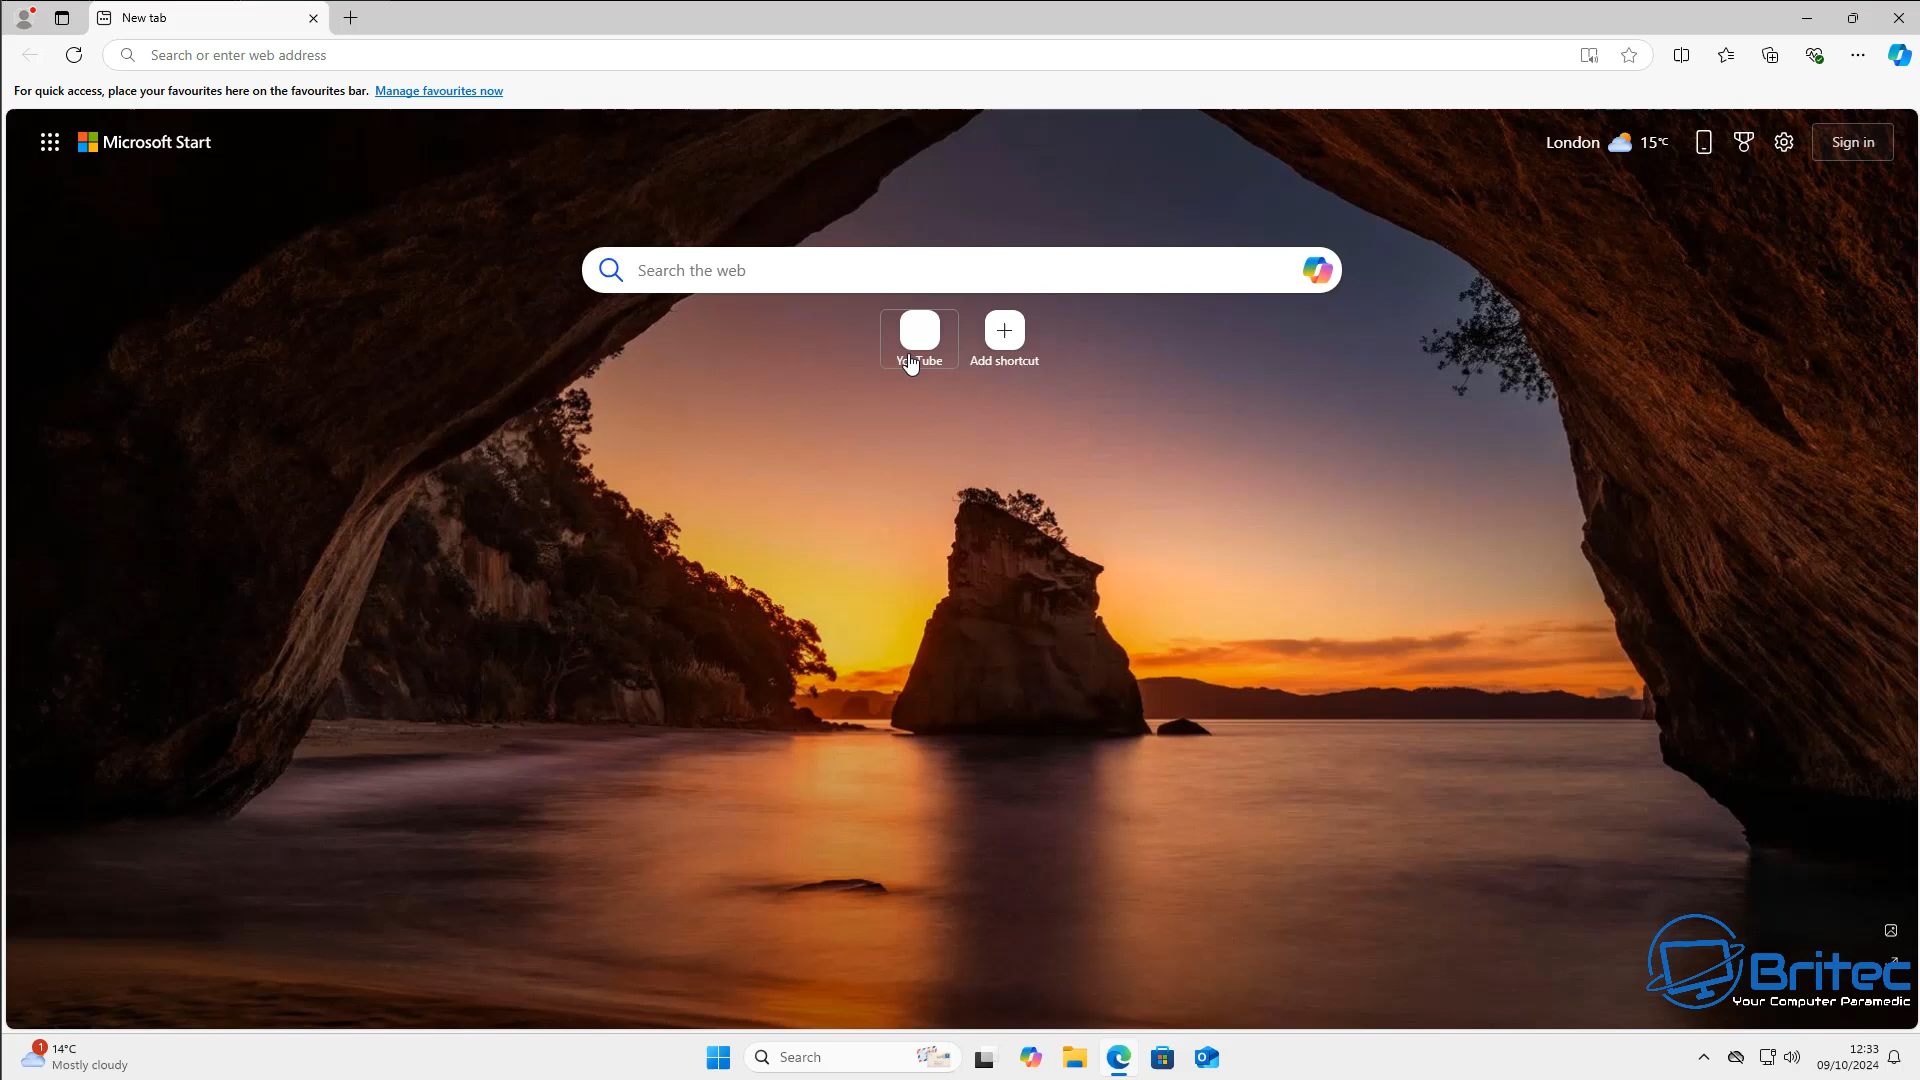 New tab
Search or enter web address
For quick access, place your favourites here on the favourites bar. Manage favourites now
Microsoft Start
London 15°C
Sign in
Search the web
YouTube
Add shortcut
Britec
Your Computer Paramedic
1
14°C
Mostly cloudy
Search
12:33
09/10/2024